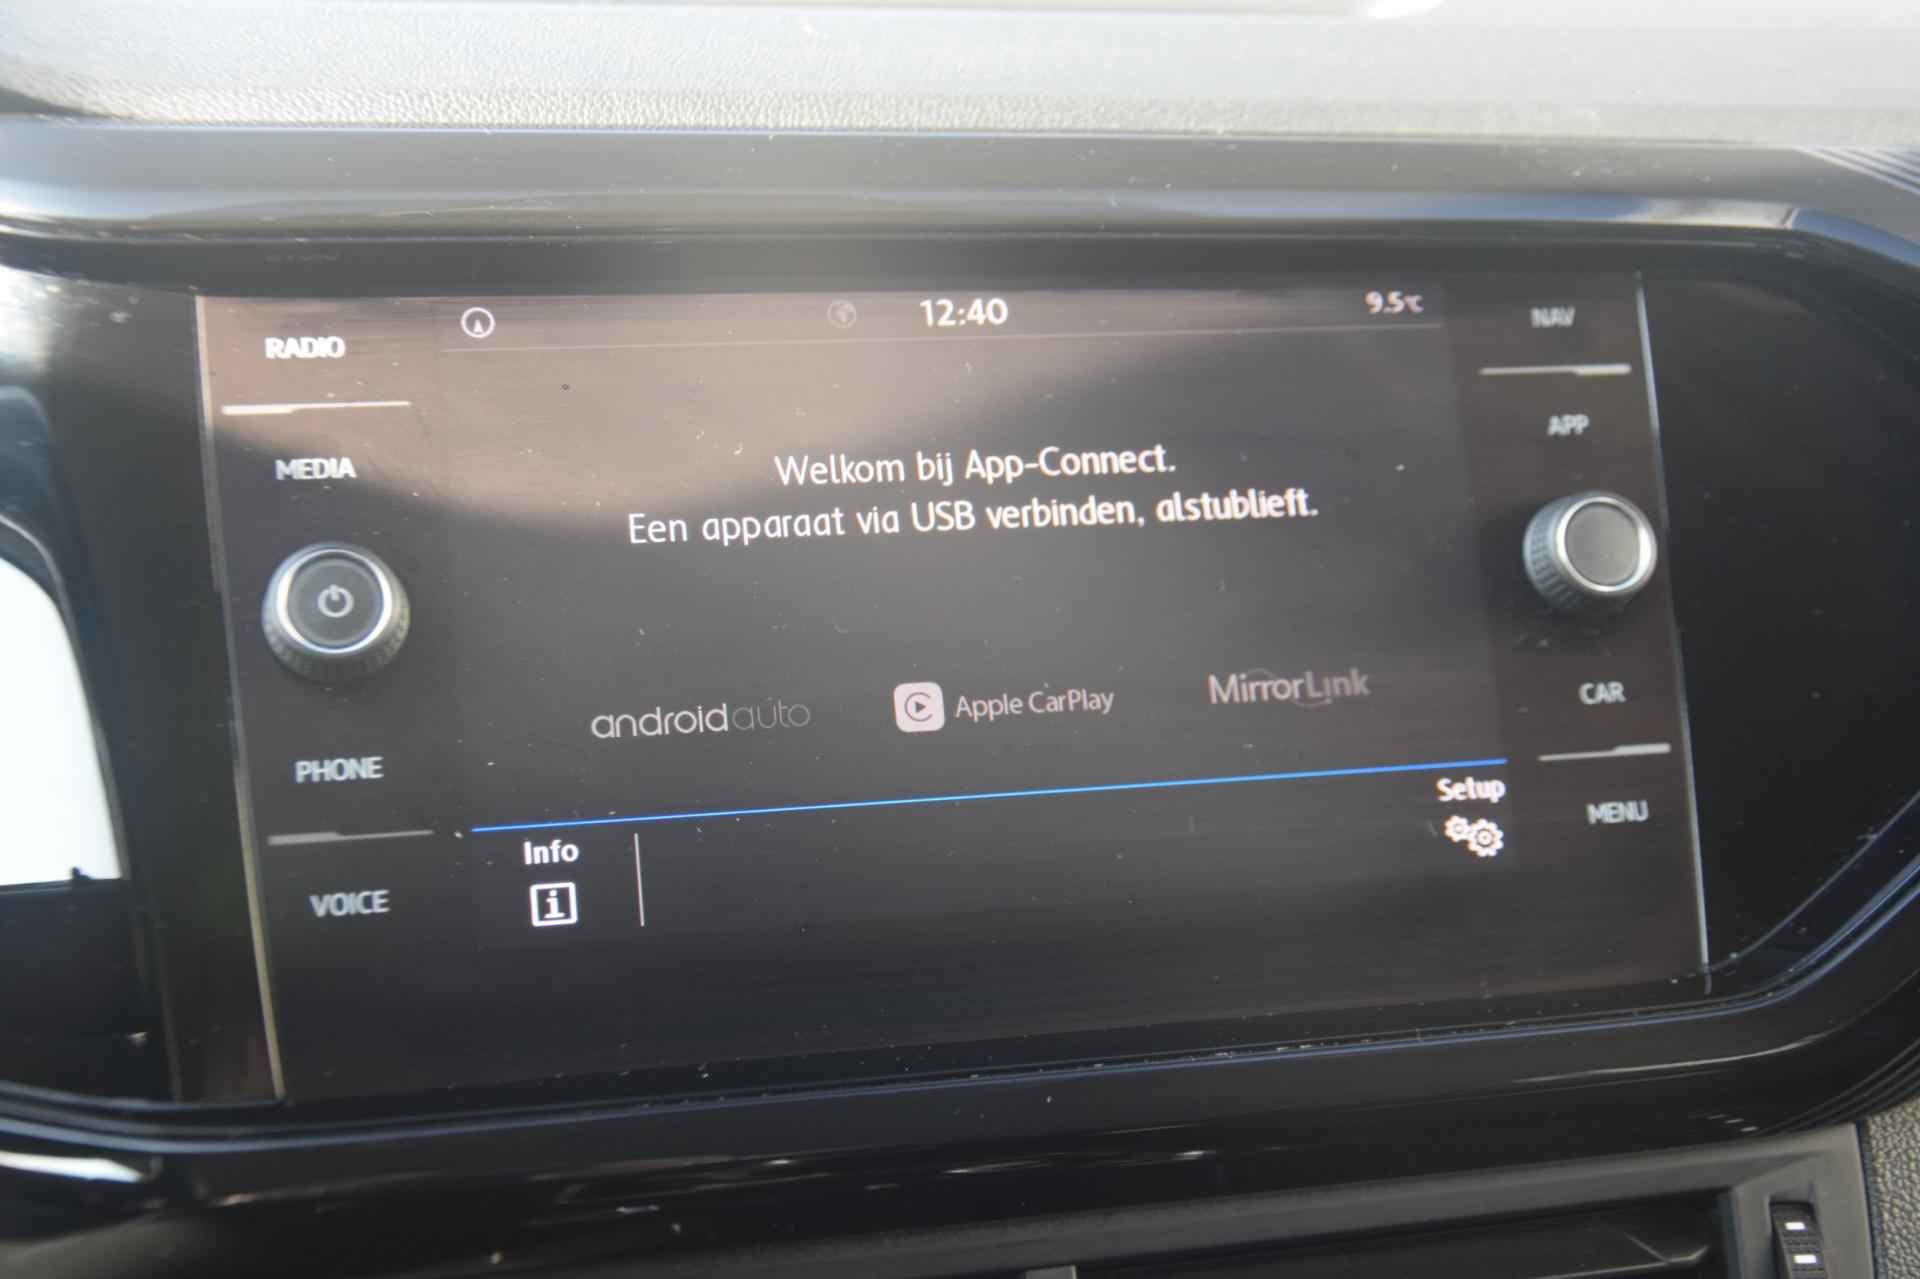 RADIO
MEDIA
PHONE
VOICE
12:40
9.5℃
Welkom bij App-Connect.
Een apparaat via USB verbinden, alstublieft.
androidauto
Apple CarPlay
MirrorLink
Info
Setup
NAV
APP
CAR
MENU